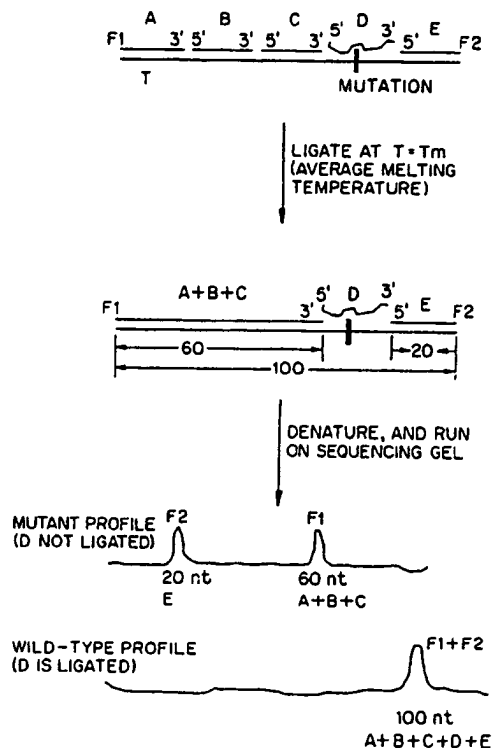 A B C D E
F1 3' 5' 3' 5' 3' 5' 3' 5' F2
T
MUTATION
LIGATE AT T=Tm
(AVERAGE MELTING
TEMPERATURE)
A+B+C 5' D 3' E
F1 3' 5' F2
60 20
100
DENATURE, AND RUN
ON SEQUENCING GEL
MUTANT PROFILE
(D NOT LIGATED)
F2 F1
20 nt 60 nt
E A+B+C
WILD-TYPE PROFILE
(D IS LIGATED)
F1+F2
100 nt
A+B+C+D+E